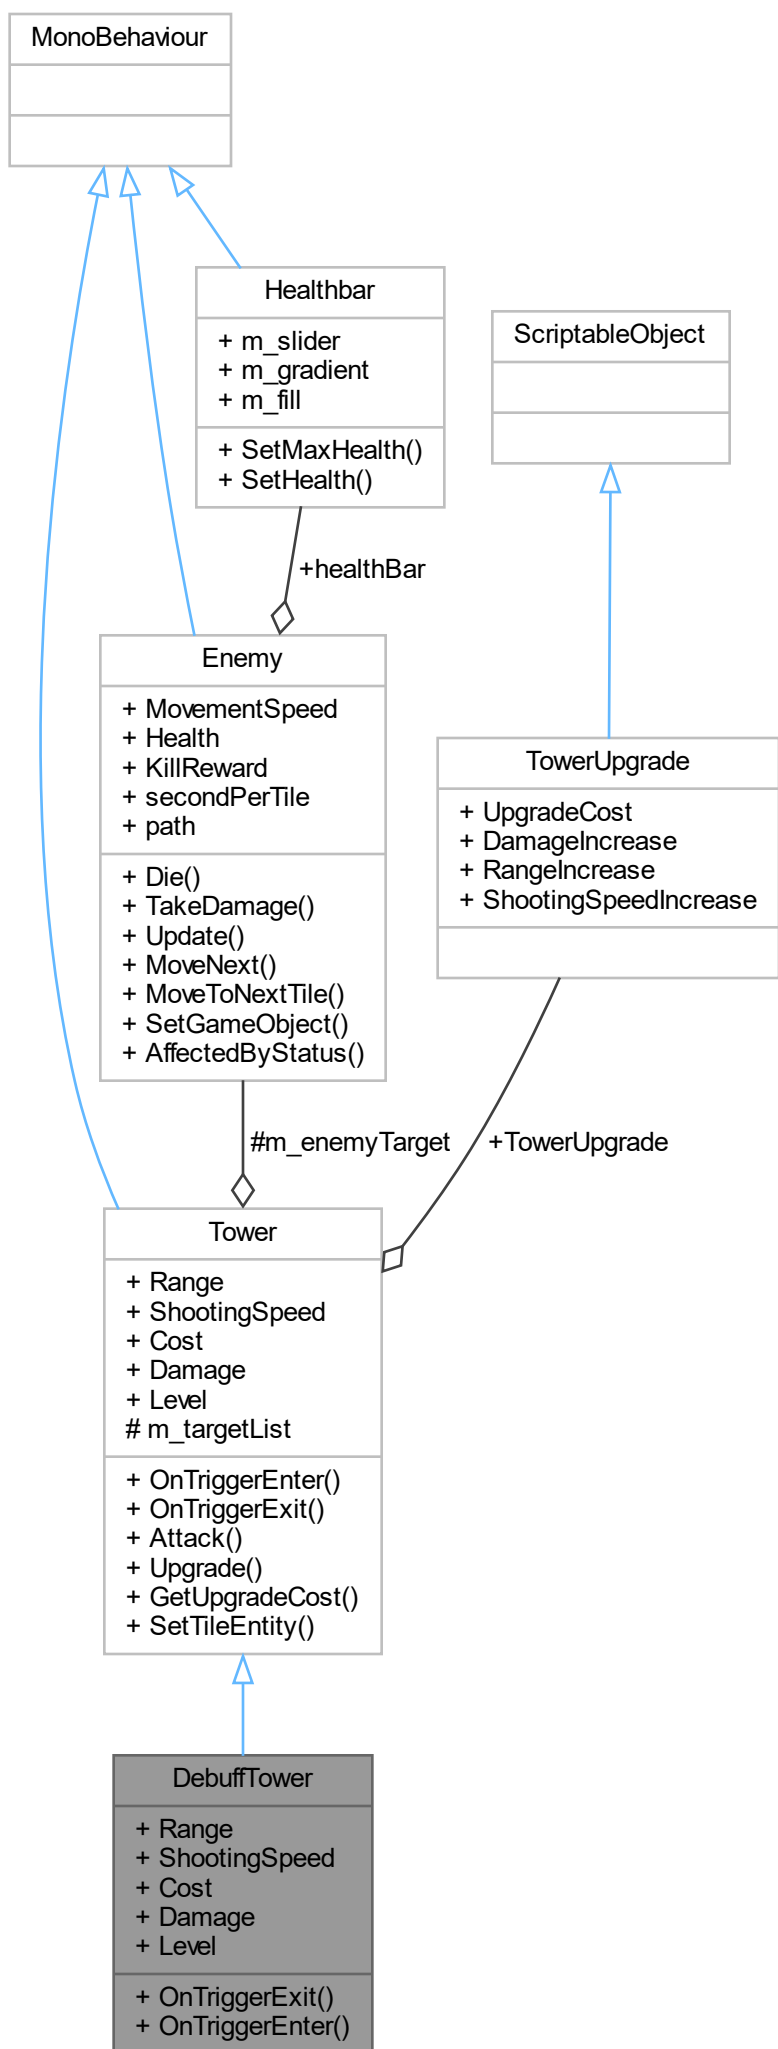 MonoBehaviour
Healthbar
+ m_slider
+ m_gradient
+ m_fill
+ SetMaxHealth()
+ SetHealth()
ScriptableObject
+healthBar
Enemy
+ MovementSpeed
+ Health
+ KillReward
+ secondPerTile
+ path
+ Die()
+ TakeDamage()
+ Update()
+ MoveNext()
+ MoveToNextTile()
+ SetGameObject()
+ AffectedByStatus()
TowerUpgrade
+ UpgradeCost
+ DamageIncrease
+ RangeIncrease
+ ShootingSpeedIncrease
#m_enemyTarget
+TowerUpgrade
Tower
+ Range
+ ShootingSpeed
+ Cost
+ Damage
+ Level
# m_targetList
+ OnTriggerEnter()
+ OnTriggerExit()
+ Attack()
+ Upgrade()
+ GetUpgradeCost()
+ SetTileEntity()
DebuffTower
+ Range
+ ShootingSpeed
+ Cost
+ Damage
+ Level
+ OnTriggerExit()
+ OnTriggerEnter()